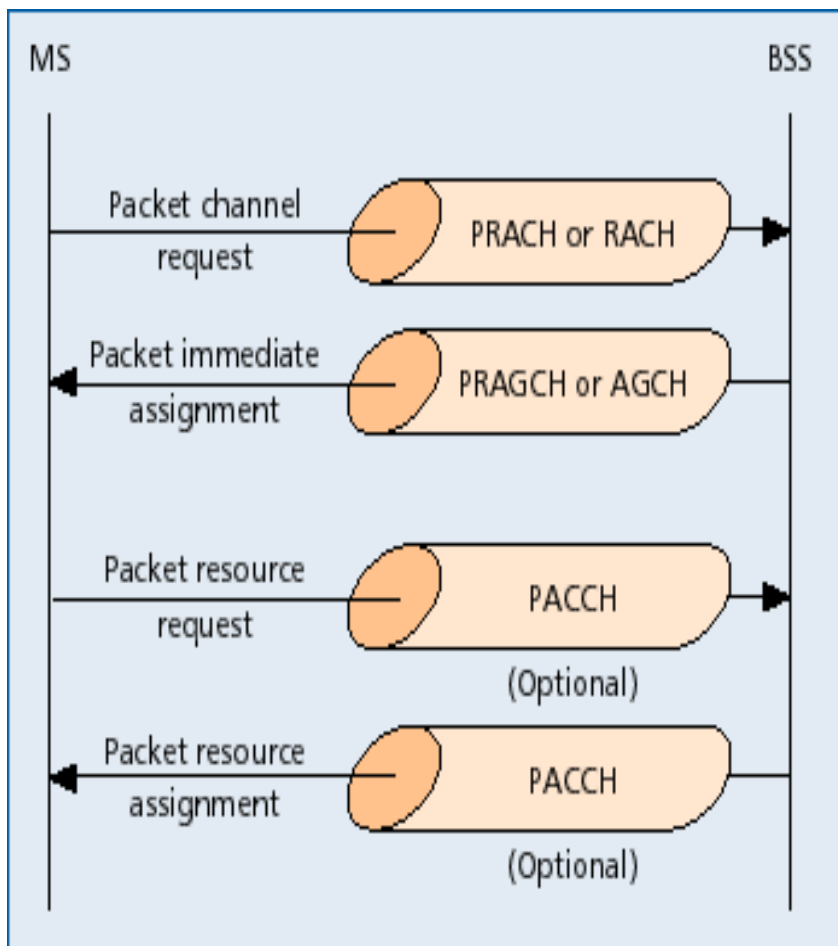 MS
BSS
Packet channel
request
PRACH or RACH
Packet immediate
assignment
PRAGCH or AGCH
Packet resource
request
PACCH
(Optional)
Packet resource
assignment
PACCH
(Optional)